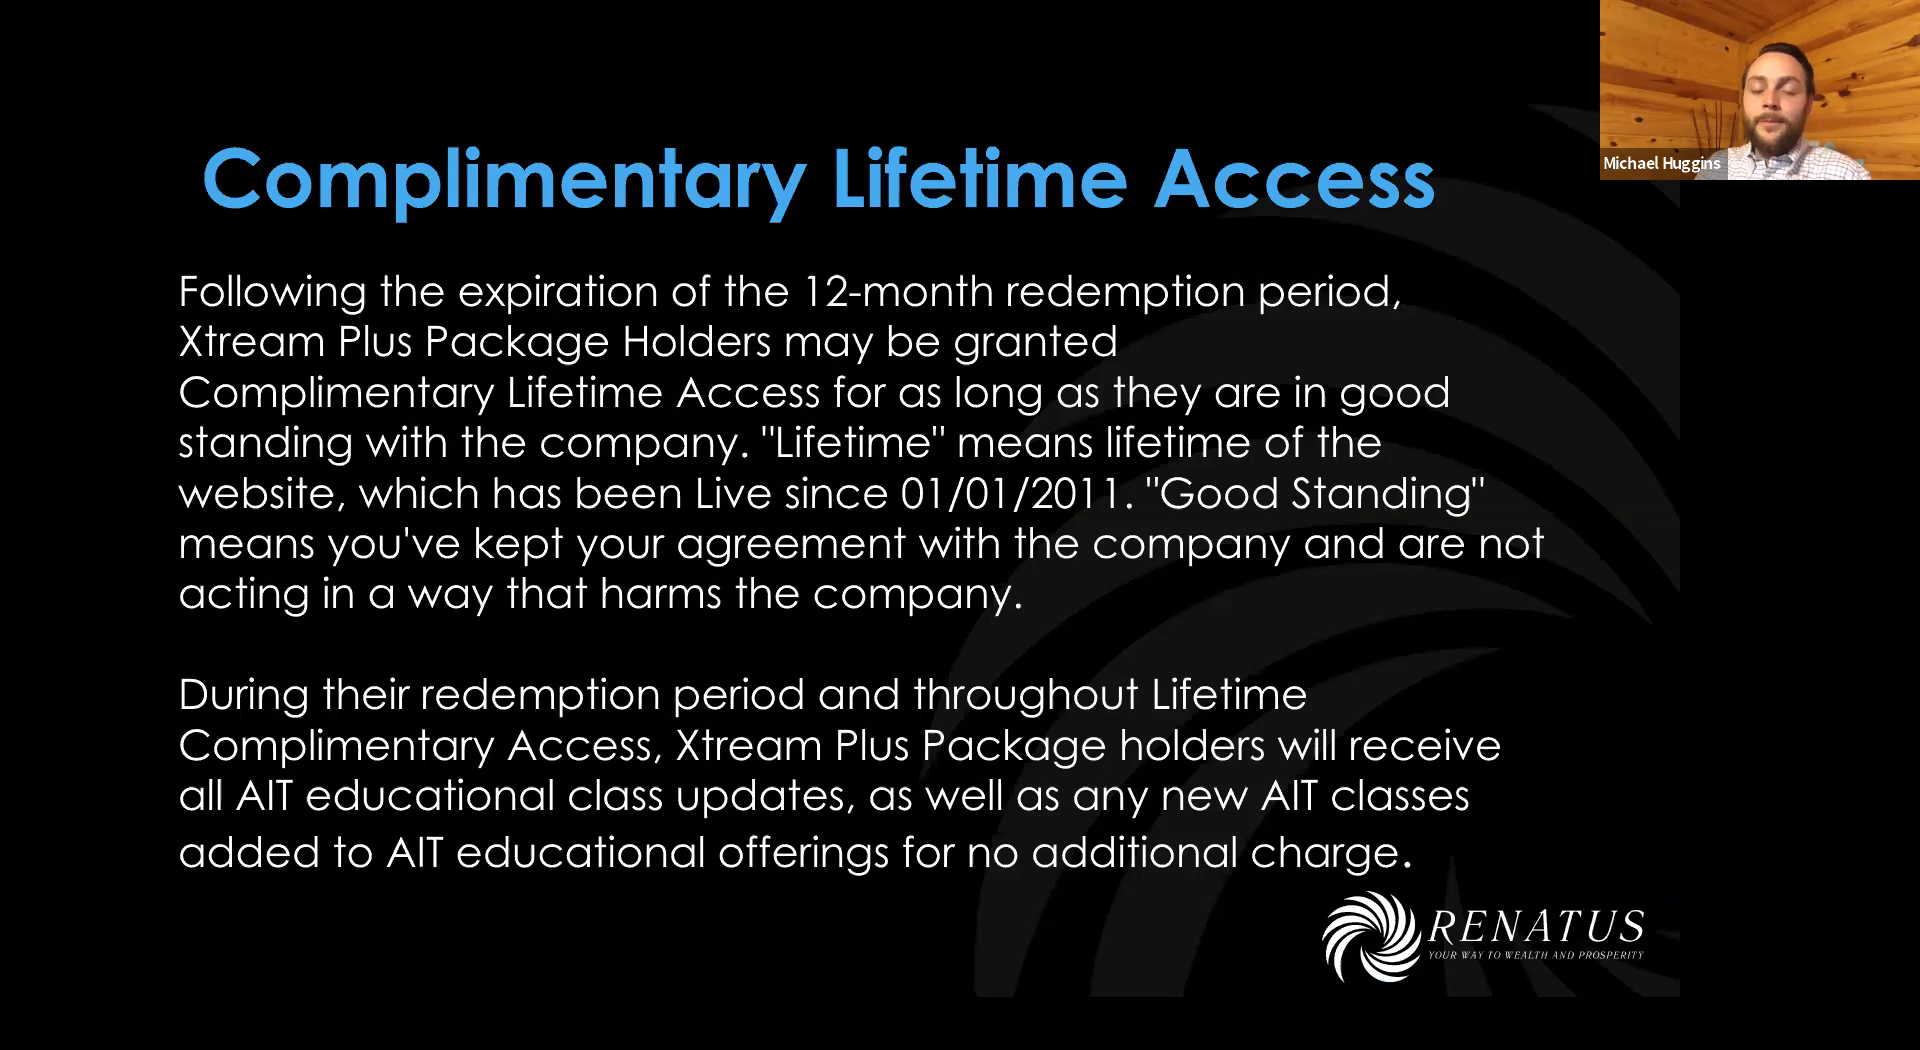 Complimentary Lifetime Access
Michael Huggins
Following the expiration of the 12-month redemption period,
Xtream Plus Package Holders may be granted
Complimentary Lifetime Access for as long as they are in good
standing with the company. "Lifetime" means lifetime of the
website, which has been Live since 01/01/2011. "Good Standing"
means you've kept your agreement with the company and are not
acting in a way that harms the company.
During their redemption period and throughout Lifetime
Complimentary Access, Xtream Plus Package holders will receive
all AIT educational class updates, as well as any new AIT classes
added to AIT educational offerings for no additional charge.
RENATUS
YOUR WAY TO WEALTH AND PROSPERITY